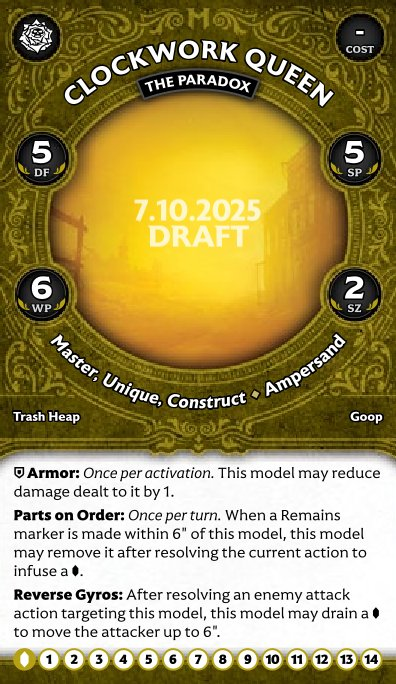 -
COST
CLOCKWORK QUEEN
THE PARADOX
5
DF
5
SP
7.10.2025
DRAFT
6
WP
2
SZ
Master, Unique, Construct ⬥ Ampersand
Trash Heap
Goop
Armor: Once per activation. This model may reduce
damage dealt to it by 1.
Parts on Order: Once per turn. When a Remains
marker is made within 6" of this model, this model
may remove it after resolving the current action to
infuse a ⬮.
Reverse Gyros: After resolving an enemy attack
action targeting this model, this model may drain a ⬮
to move the attacker up to 6".
1 2 3 4 5 6 7 8 9 10 11 12 13 14